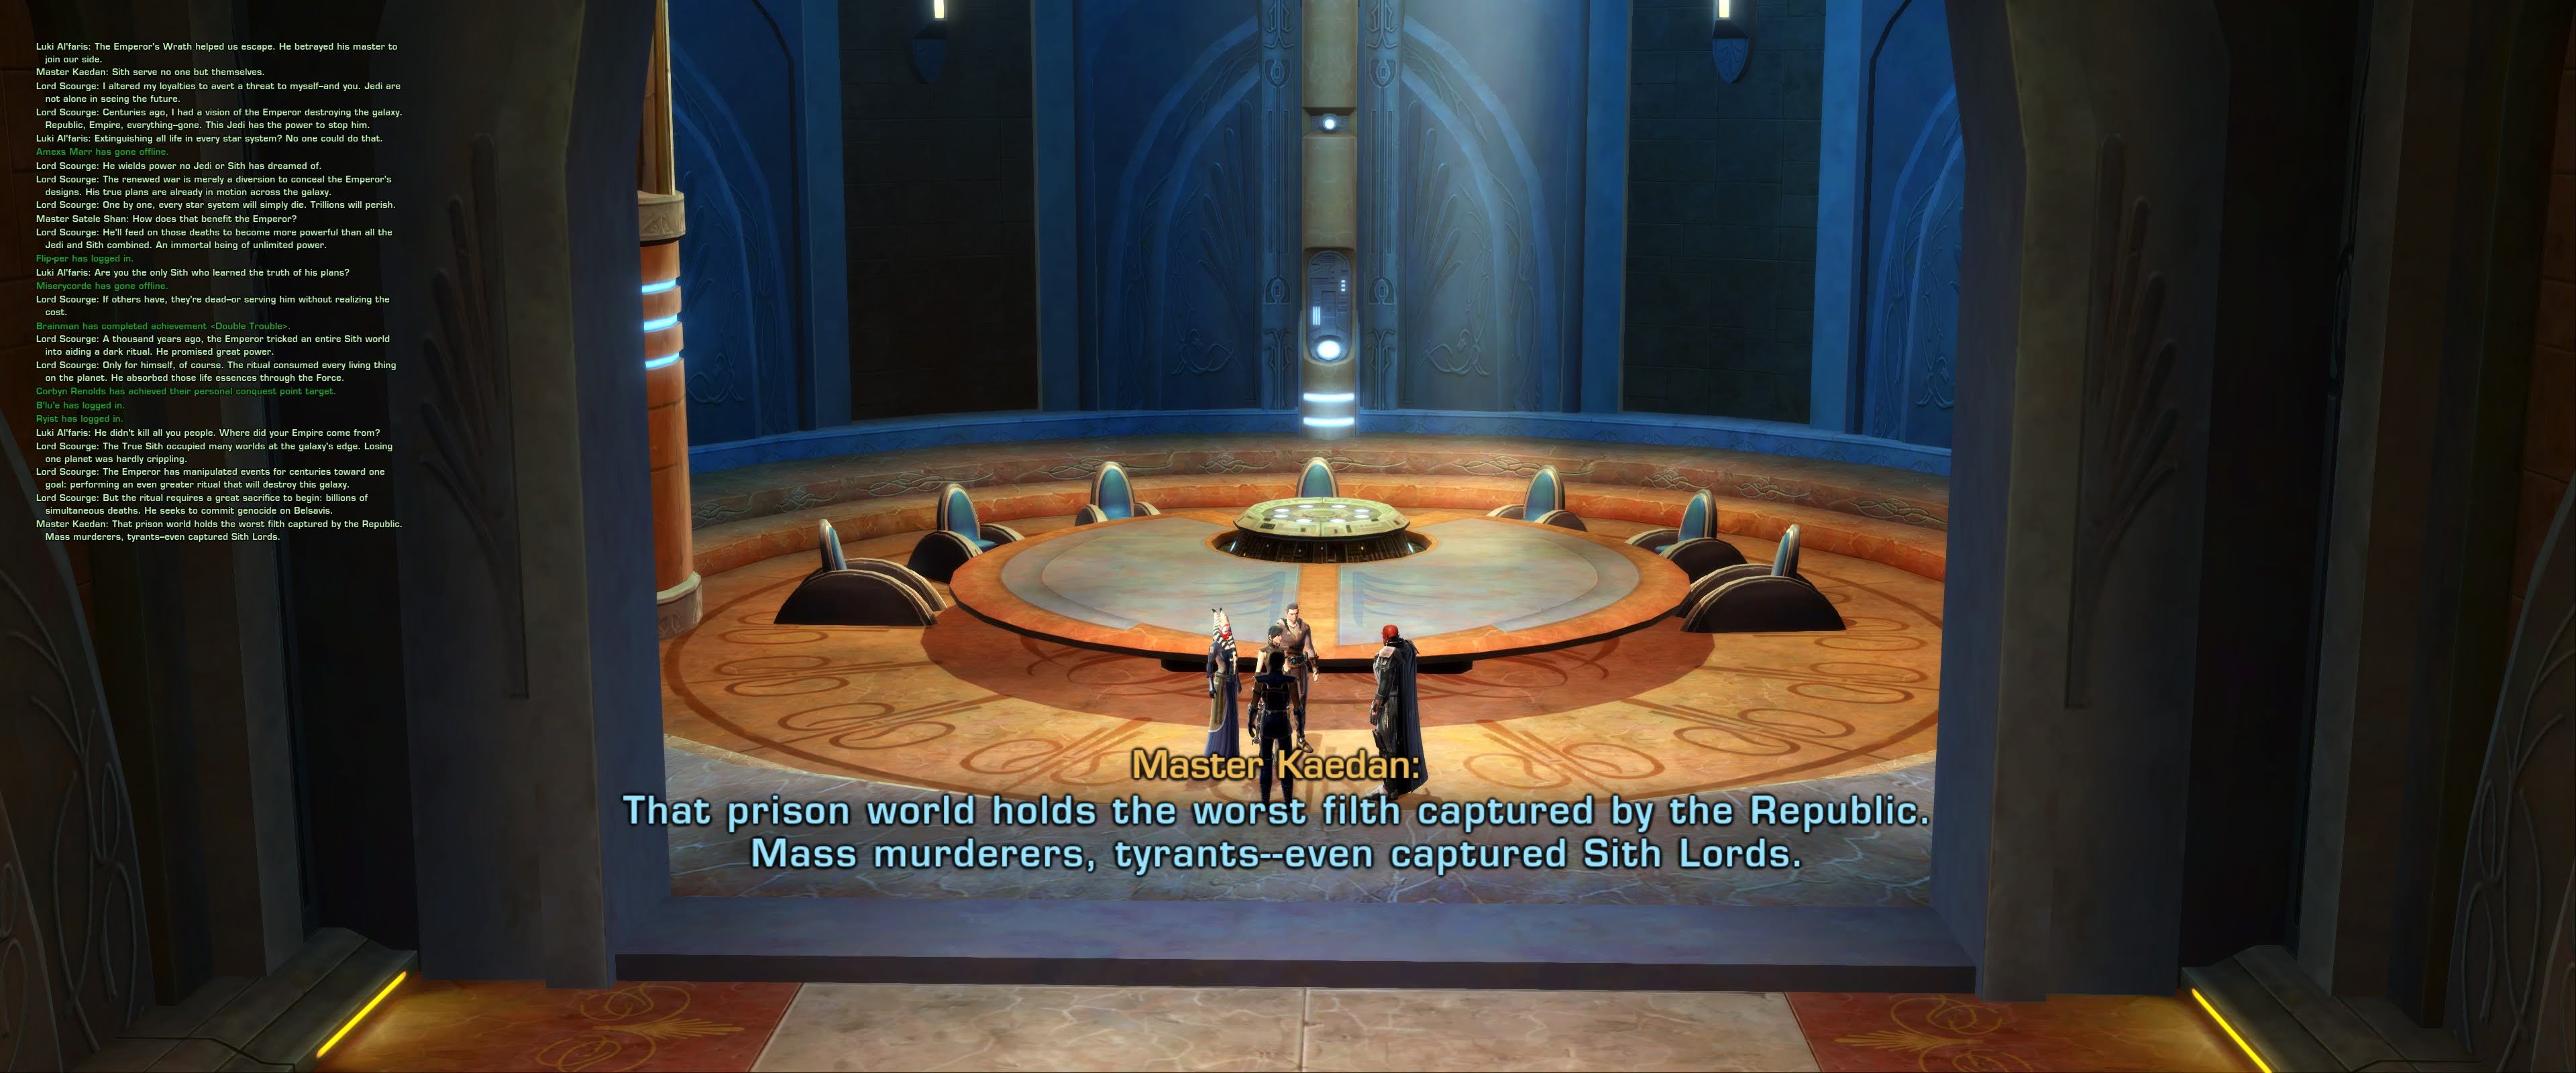 Luki Al'faris: The Emperor's Wrath helped us escape. He betrayed his master to
join our side.
Master Kaedan: Sith serve no one but themselves.
Lord Scourge: I altered my loyalties to avert a threat to myself--and you. Jedi are
not alone in seeing the future.
Lord Scourge: Centuries ago, I had a vision of the Emperor destroying the galaxy.
Republic, Empire, everything--gone. This Jedi has the power to stop him.
Luki Al'faris: Extinguishing all life in every star system? No one could do that.
Amexs Marr has gone offline.
Lord Scourge: He wields power no Jedi or Sith has dreamed of.
Lord Scourge: The renewed war is merely a diversion to conceal the Emperor's
designs. His true plans are already in motion across the galaxy.
Lord Scourge: One by one, every star system will simply die. Trillions will perish.
Master Satele Shan: How does that benefit the Emperor?
Lord Scourge: He'll feed on those deaths to become more powerful than all the
Jedi and Sith combined. An immortal being of unlimited power.
Flip-per has logged in.
Luki Al'faris: Are you the only Sith who learned the truth of his plans?
Miserycorde has gone offline.
Lord Scourge: If others have, they're dead--or serving him without realizing the
cost.
Brainman has completed achievement <Double Trouble>.
Lord Scourge: A thousand years ago, the Emperor tricked an entire Sith world
into aiding a dark ritual. He promised great power.
Lord Scourge: Only for himself, of course. The ritual consumed every living thing
on the planet. He absorbed those life essences through the Force.
Corbyn Renolds has achieved their personal conquest point target.
B'lu'e has logged in.
Ryist has logged in.
Luki Al'faris: He didn't kill all you people. Where did your Empire come from?
Lord Scourge: The True Sith occupied many worlds at the galaxy's edge. Losing
one planet was hardly crippling.
Lord Scourge: The Emperor has manipulated events for centuries toward one
goal: performing an even greater ritual that will destroy this galaxy.
Lord Scourge: But the ritual requires a great sacrifice to begin: billions of
simultaneous deaths. He seeks to commit genocide on Belsavis.
Master Kaedan: That prison world holds the worst filth captured by the Republic.
Mass murderers, tyrants--even captured Sith Lords.
Master Kaedan:
That prison world holds the worst filth captured by the Republic.
Mass murderers, tyrants--even captured Sith Lords.